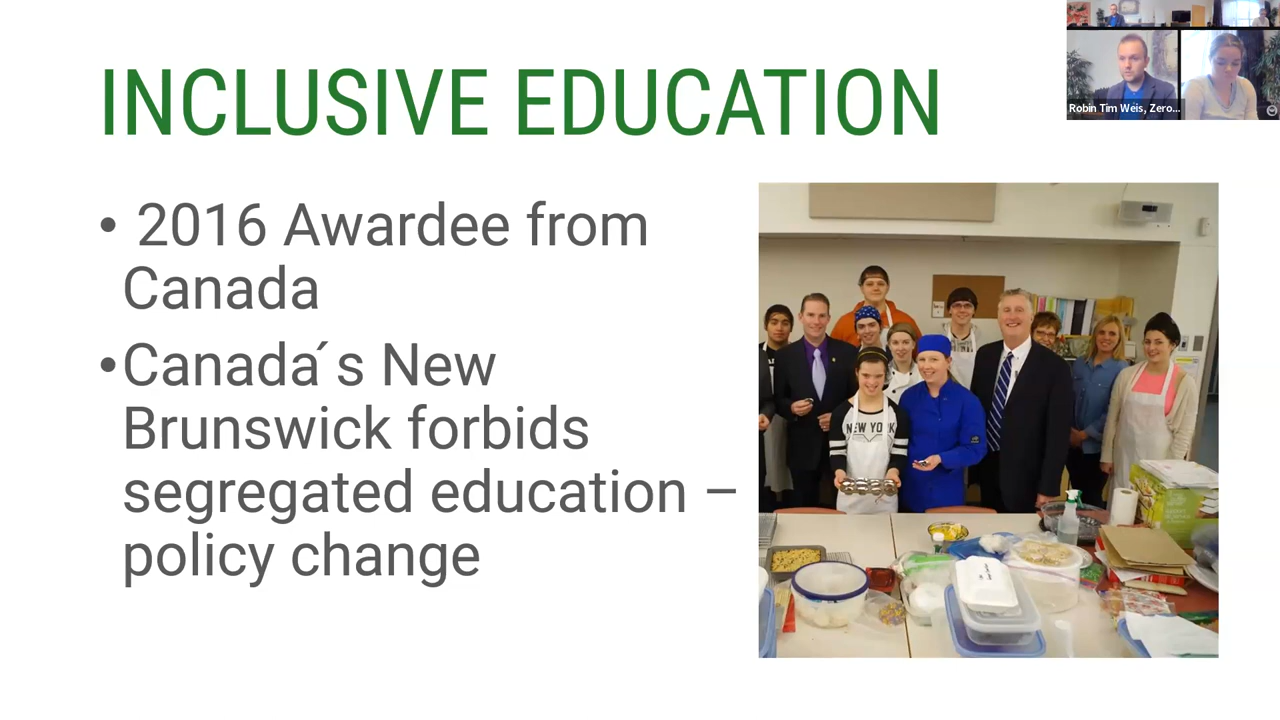 INCLUSIVE EDUCATION
• 2016 Awardee from
Canada
•Canada´s New
Brunswick forbids
segregated education –
policy change
Robin Tim Weis, Zero...
NEW YORK